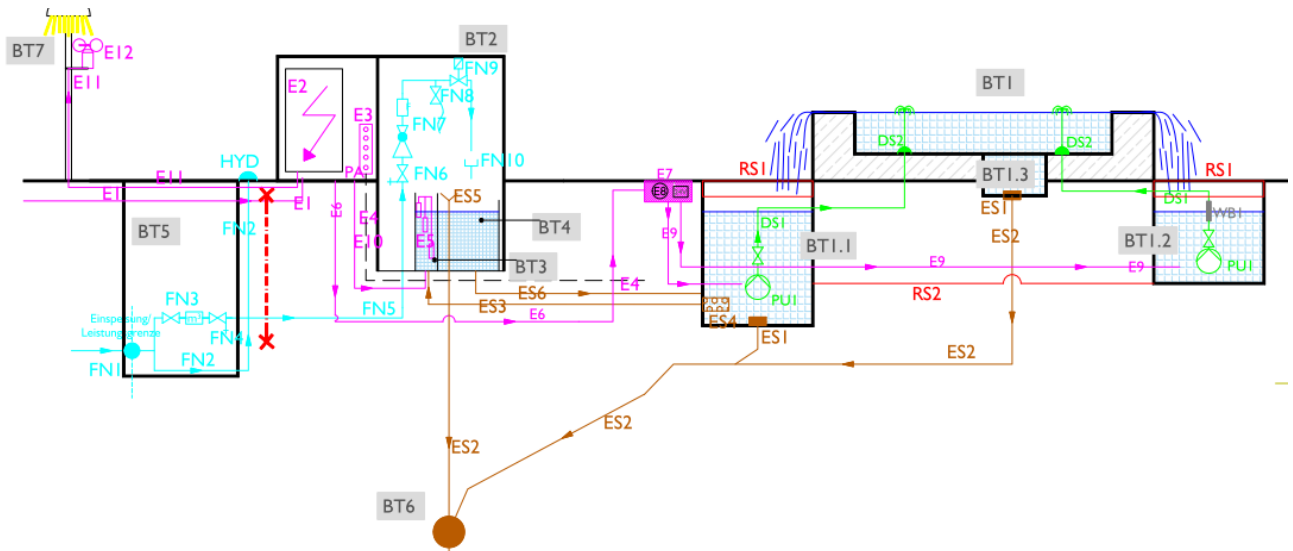 BT7
E12
E11
BT2
FN9
FN8
E2
E3
FN7
BT1
DS2
DS2
FN10
HYD
PA
FN6
E7
RS1
BT1.3
RS1
E11
E1
E1
ES5
E8
ES1
DS1
E6
E4
BT4
DS1
WB1
BT5
FN2
E10
E5
E9
BT1.1
ES2
BT1.2
BT3
E9
E9
PU1
E4
PU1
RS2
FN3
ES6
FN5
ES3
Einspeisung/
m³
ES4
Leistungsgrenze
FN4
E6
ES1
FN1
FN2
ES2
ES2
ES2
BT6